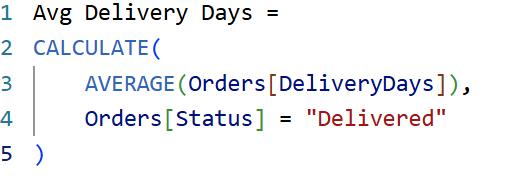 1 Avg Delivery Days =
2 CALCULATE(
3 AVERAGE(Orders[DeliveryDays]),
4 Orders[Status] = "Delivered"
5 )